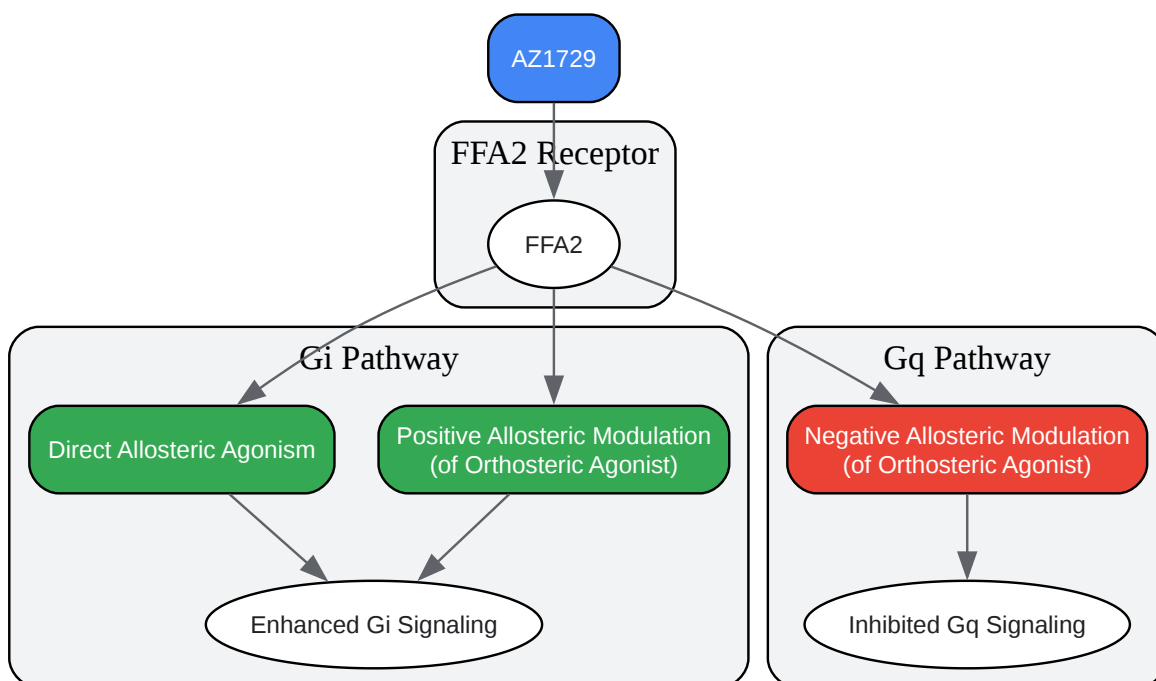 AZ1729
FFA2 Receptor
FFA2
Gi Pathway
Gq Pathway
Direct Allosteric Agonism
Positive Allosteric Modulation
(of Orthosteric Agonist)
Negative Allosteric Modulation
(of Orthosteric Agonist)
Enhanced Gi Signaling
Inhibited Gq Signaling